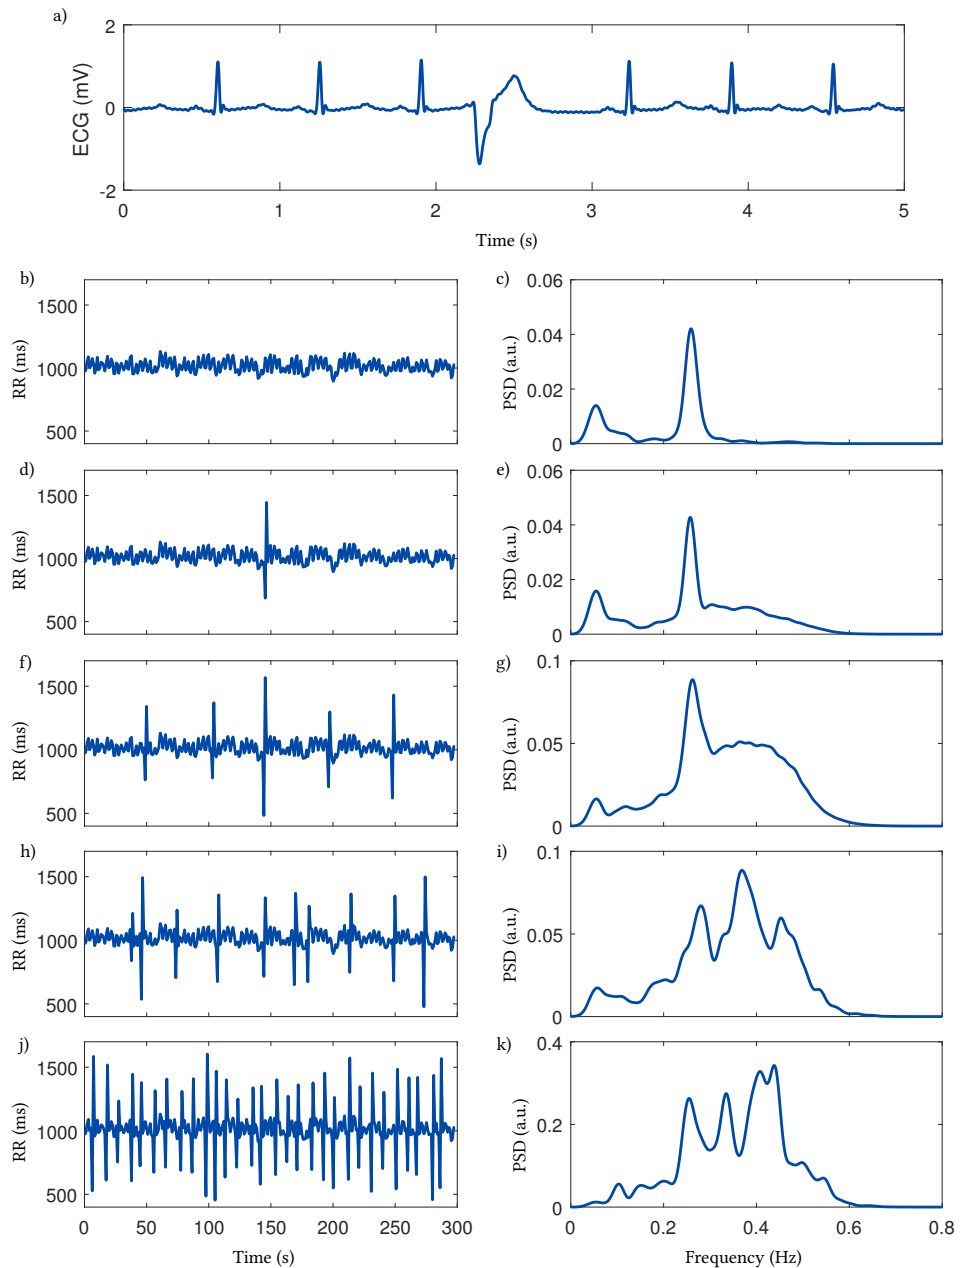 a)
2
0
-2
ECG (mV)
0 1 2 3 4 5
Time (s)
b)
1500
1000
500
RR (ms)
c)
0.06
0.04
0.02
0
PSD (a.u.)
d)
1500
1000
500
RR (ms)
e)
0.06
0.04
0.02
0
PSD (a.u.)
f)
1500
1000
500
RR (ms)
g)
0.1
0.05
0
PSD (a.u.)
h)
1500
1000
500
RR (ms)
i)
0.1
0.05
0
PSD (a.u.)
j)
1500
1000
500
RR (ms)
0 50 100 150 200 250 300
Time (s)
k)
0.4
0.2
0
PSD (a.u.)
0 0.2 0.4 0.6 0.8
Frequency (Hz)